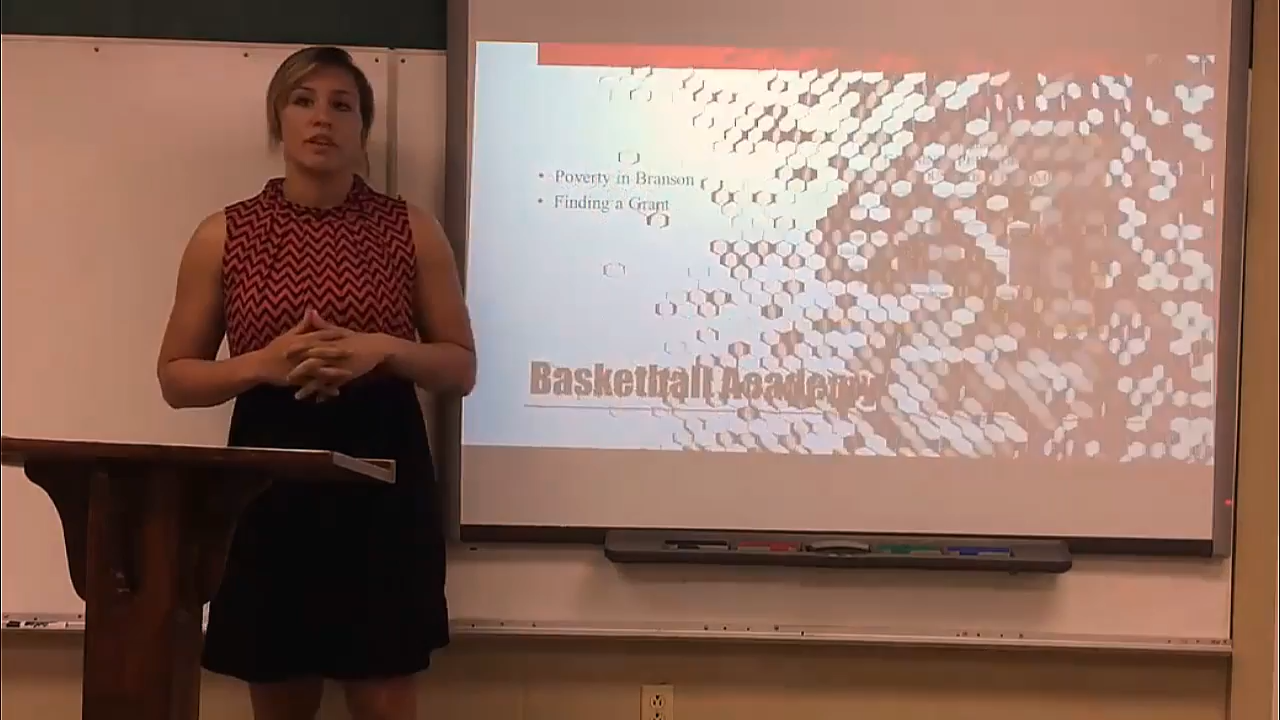 • Poverty in Branson
• Finding a Grant
Basketball Academy